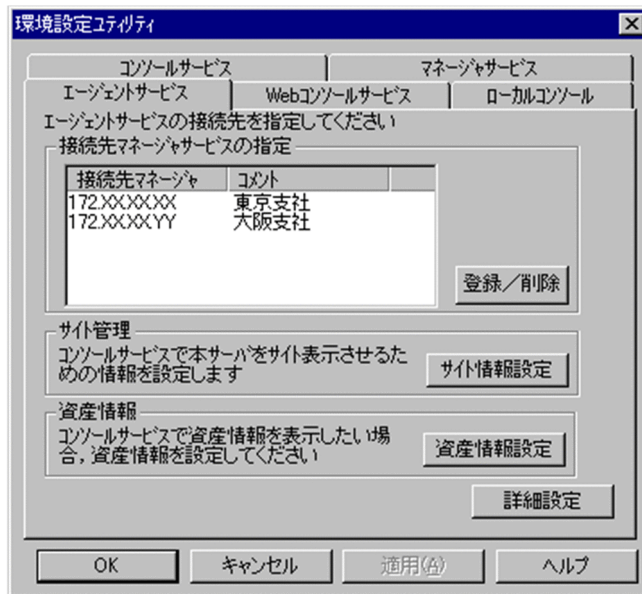 環境設定ユティリティ
コンソールサービス
マネージャサービス
エージェントサービス
Webコンソールサービス
ローカルコンソール
エージェントサービスの接続先を指定してください
接続先マネージャサービスの指定
接続先マネージャ コメント
172.XX.XX.XX 東京支社
172.XX.XX.YY 大阪支社
登録／削除
サイト管理
コンソールサービスで本サーバをサイト表示させるた
めの情報を設定します
サイト情報設定
資産情報
コンソールサービスで資産情報を表示したい場
合,資産情報を設定してください
資産情報設定
詳細設定
OK
キャンセル
適用(A)
ヘルプ